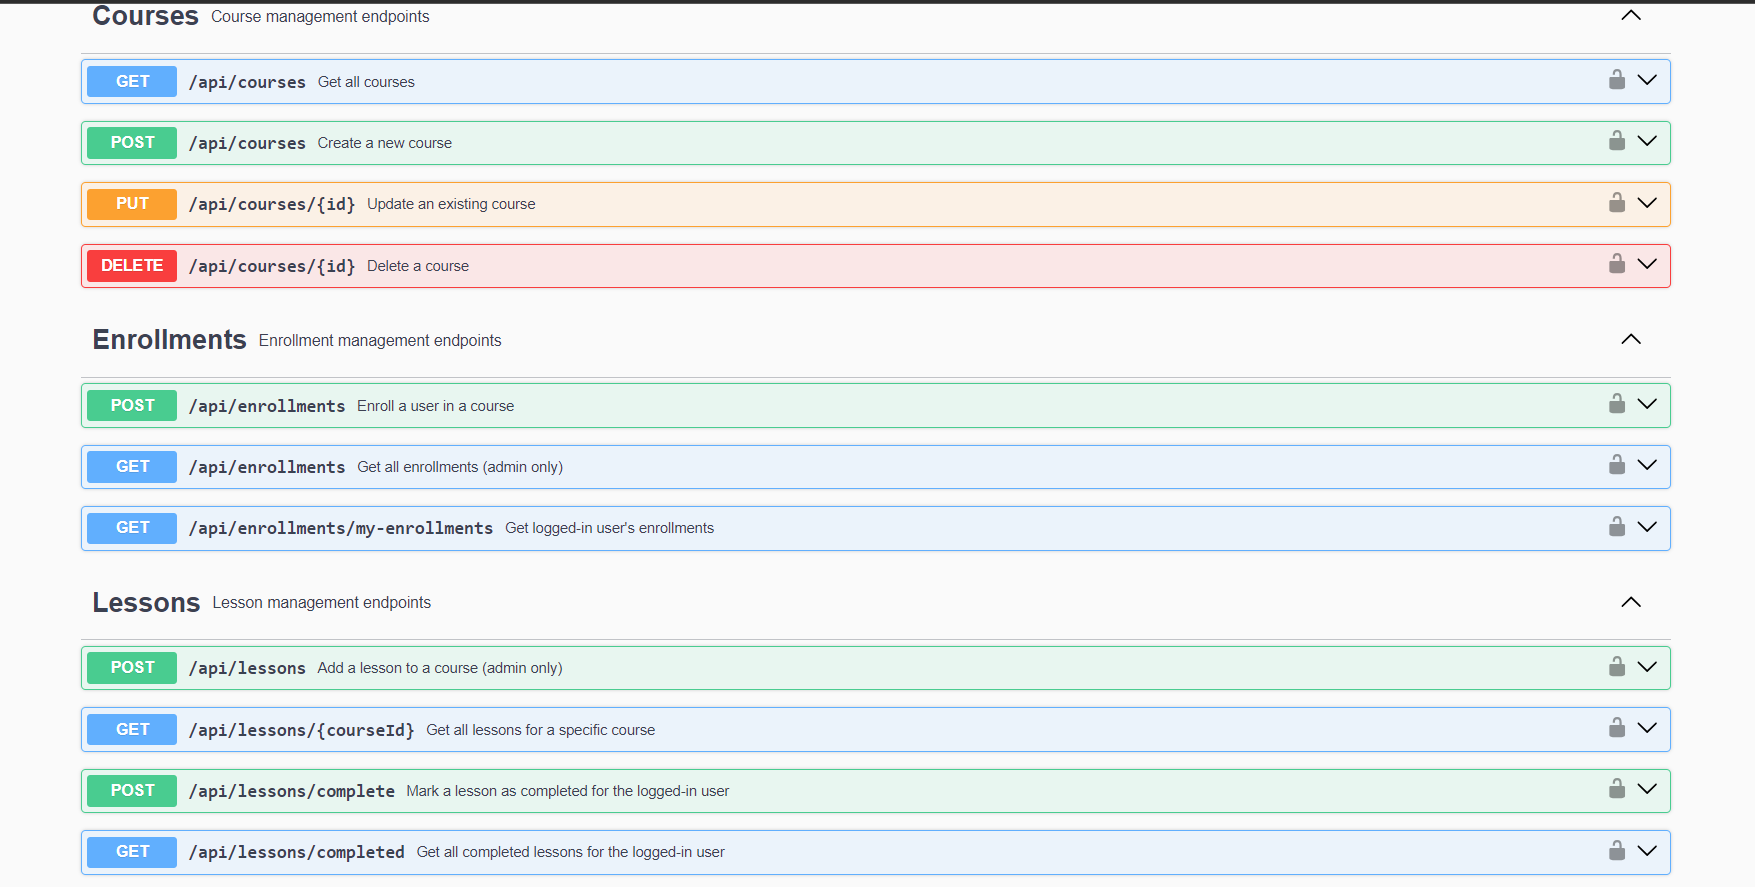 Courses Course management endpoints
GET /api/courses Get all courses
POST /api/courses Create a new course
PUT /api/courses/{id} Update an existing course
DELETE /api/courses/{id} Delete a course
Enrollments Enrollment management endpoints
POST /api/enrollments Enroll a user in a course
GET /api/enrollments Get all enrollments (admin only)
GET /api/enrollments/my-enrollments Get logged-in user's enrollments
Lessons Lesson management endpoints
POST /api/lessons Add a lesson to a course (admin only)
GET /api/lessons/{courseId} Get all lessons for a specific course
POST /api/lessons/complete Mark a lesson as completed for the logged-in user
GET /api/lessons/completed Get all completed lessons for the logged-in user